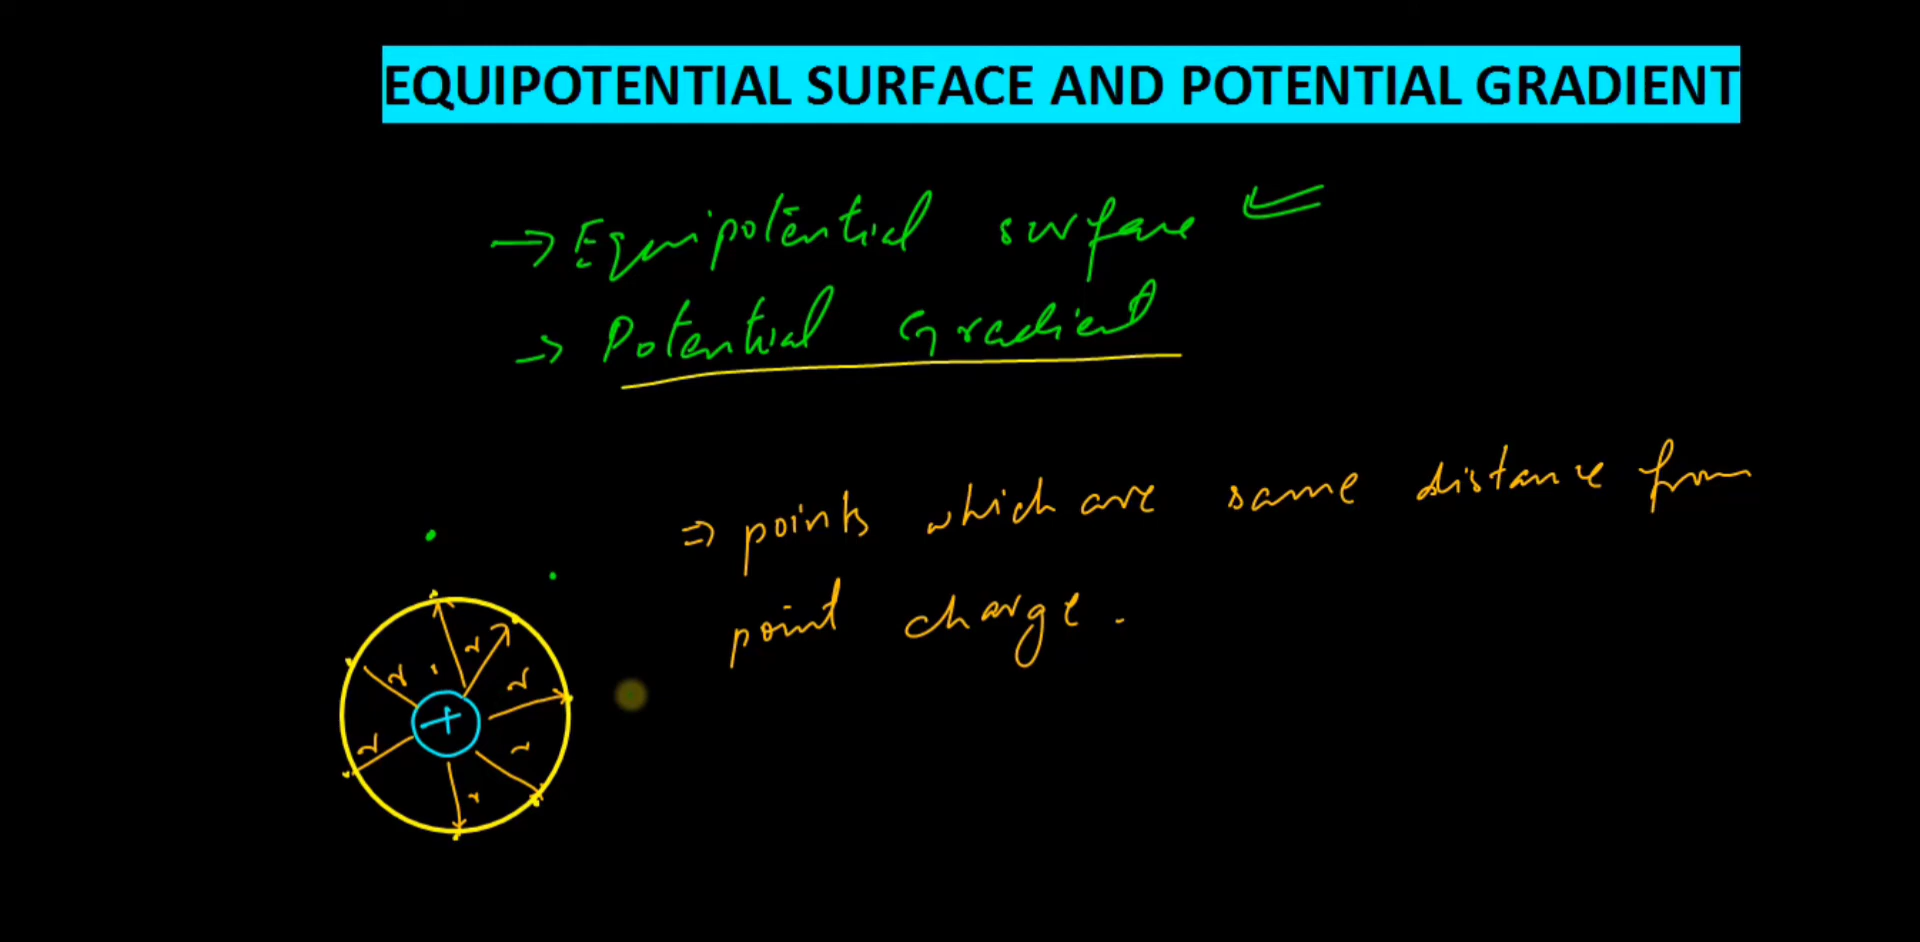 EQUIPOTENTIAL SURFACE AND POTENTIAL GRADIENT
→ Equipotential surface
→ Potential Gradient
⇒ points which are same distance from
point charge.
r
r
r
r
+
r
r